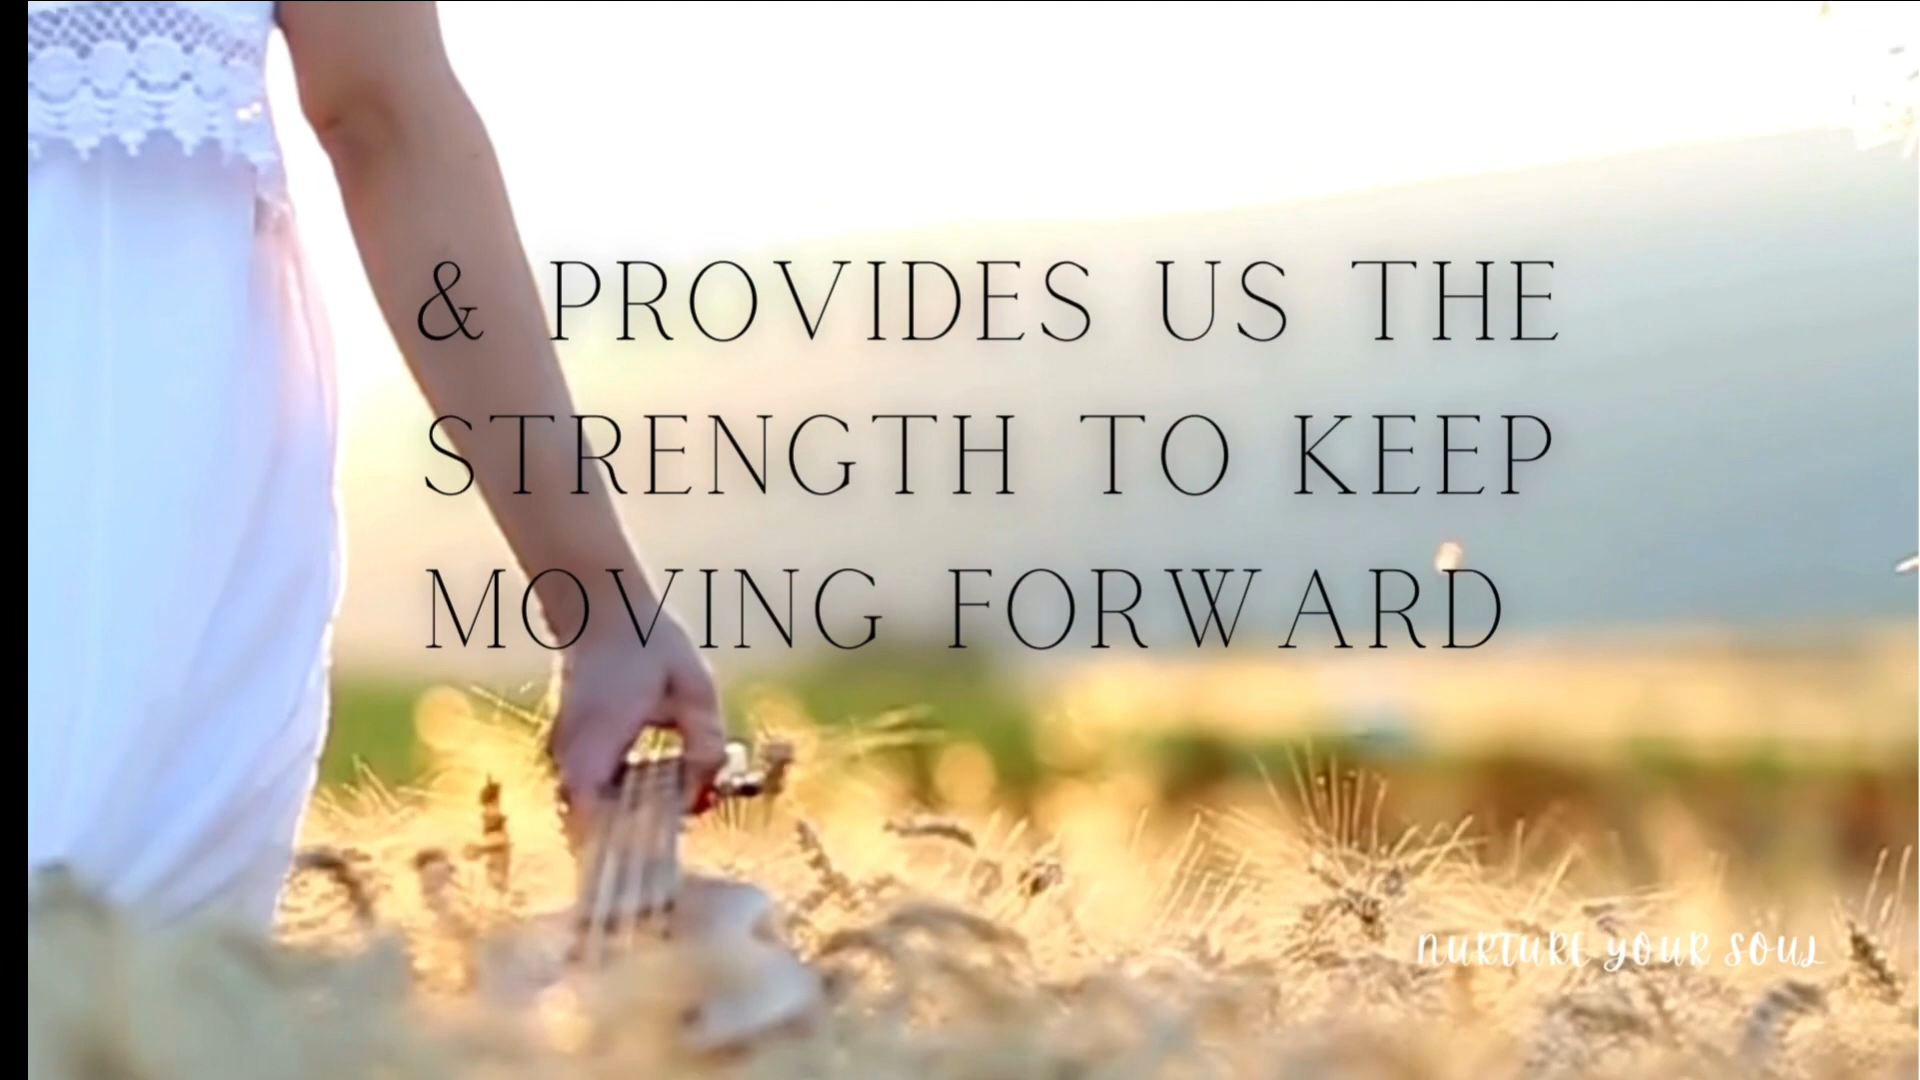 & PROVIDES US THE
STRENGTH TO KEEP
MOVING FORWARD
NURTURE YOUR SOUL